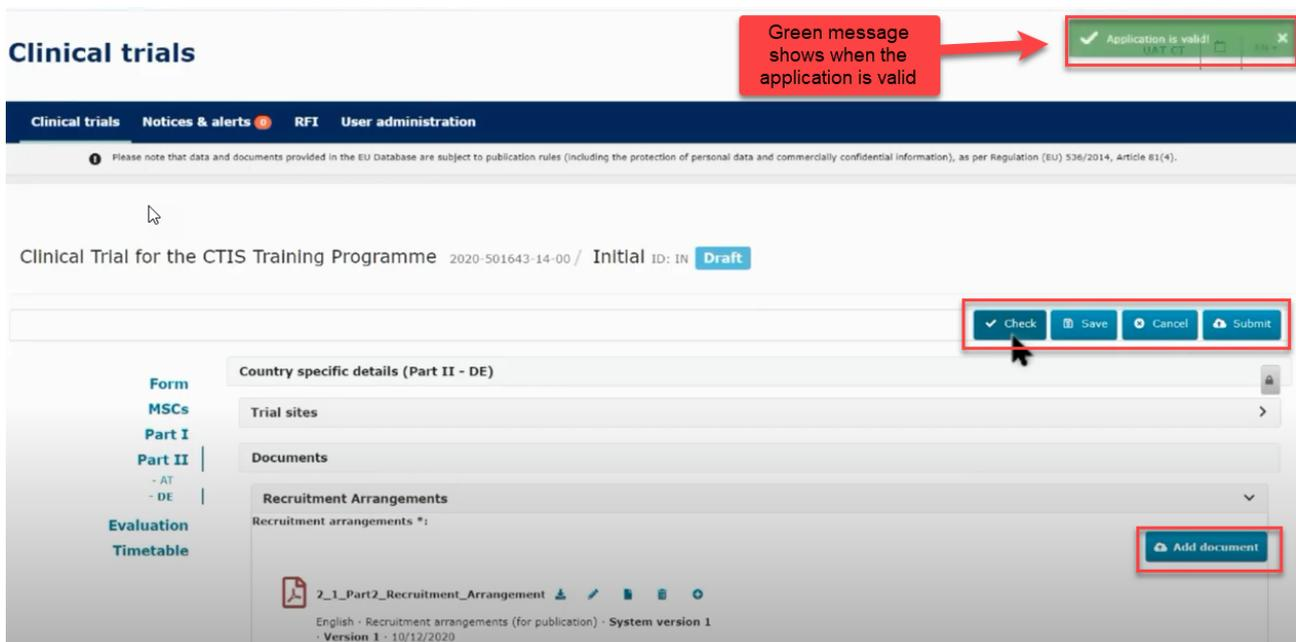 Green message
shows when the
application is valid
Application is valid!
UAT CT EN
Clinical trials
Clinical trials Notices & alerts 0 RFI User administration
Please note that data and documents provided in the EU Database are subject to publication rules (including the protection of personal data and commercially confidential information), as per Regulation (EU) 536/2014, Article 81(4).
Clinical Trial for the CTIS Training Programme 2020-501643-14-00 / Initial ID: IN Draft
Check Save Cancel Submit
Form
MSCs
Part I
Part II
- AT
- DE
Evaluation
Timetable
Country specific details (Part II - DE)
Trial sites
Documents
Recruitment Arrangements
Recruitment arrangements *:
Add document
2_1_Part2_Recruitment_Arrangement
English · Recruitment arrangements (for publication) · System version 1
· Version 1 · 10/12/2020